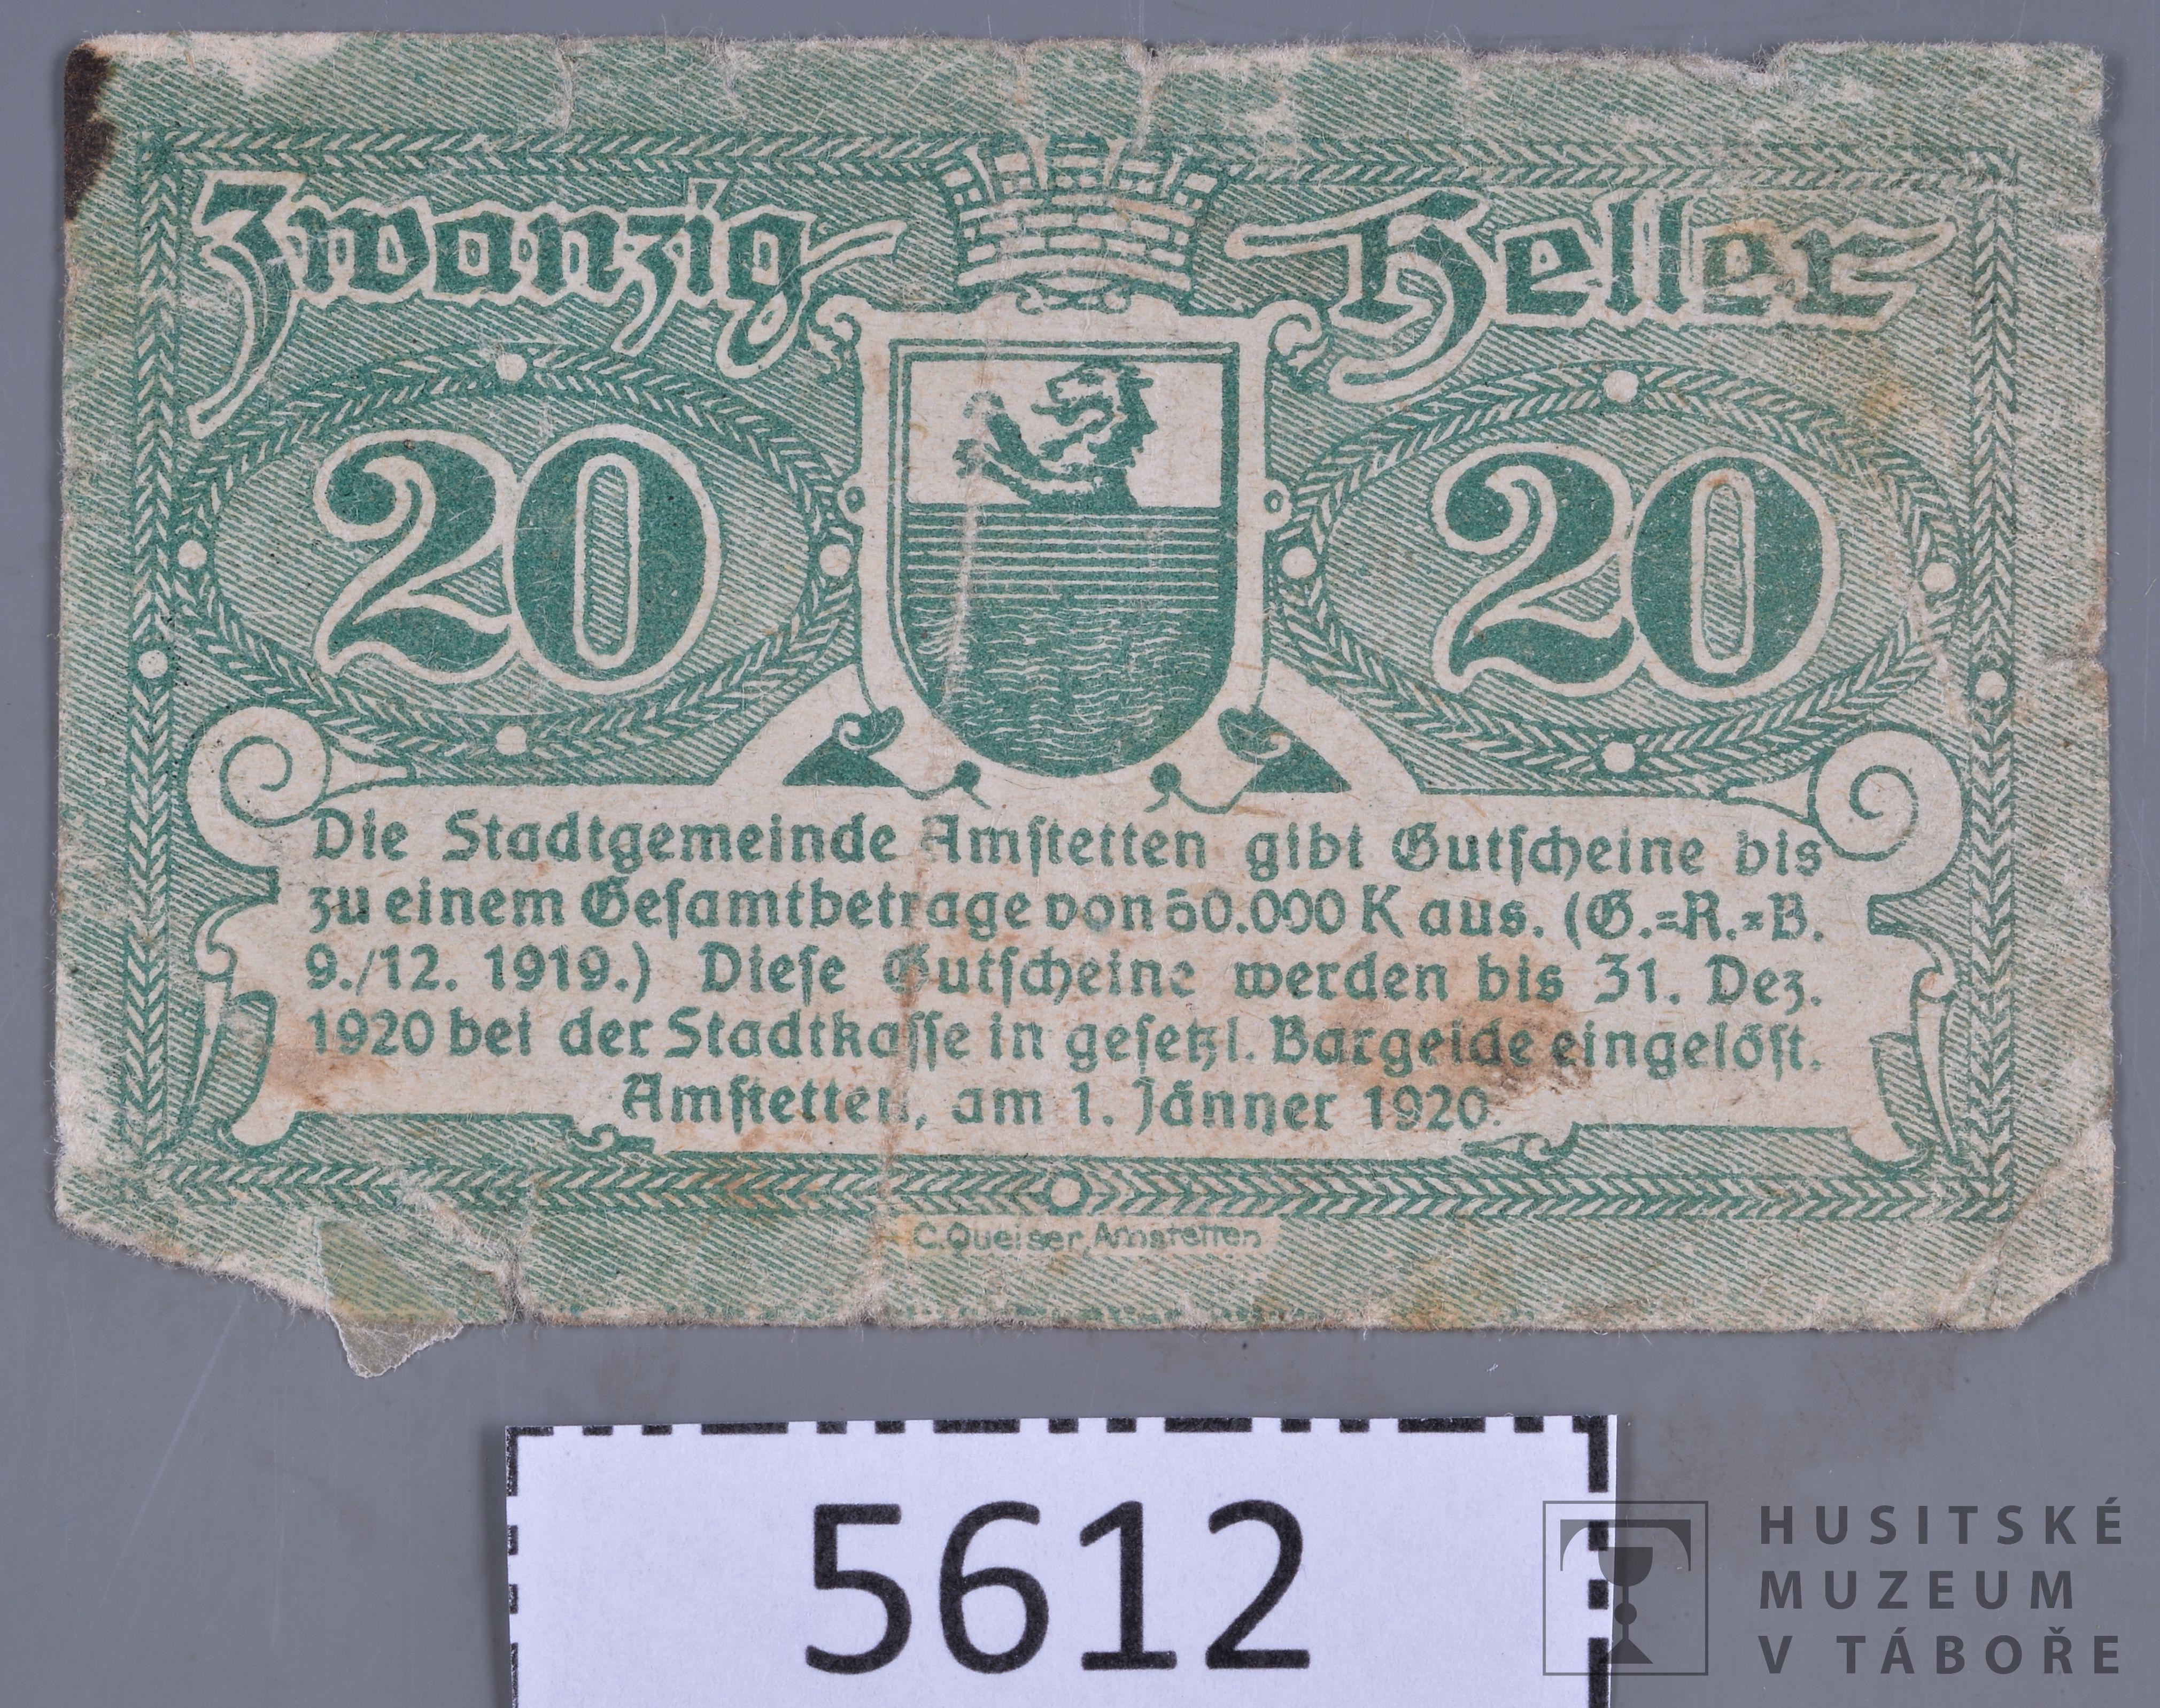 Zwanzig Heller
20 20
Die Stadtgemeinde Amstetten gibt Gutscheine bis
zu einem Gesamtbetrage von 50.000 K aus. (G.=R.=B.
9./12. 1919.) Diese Gutscheine werden bis 31. Dez.
1920 bei der Stadtkasse in gesetzl. Bargelde eingelöst.
Amstetten, am 1. Jänner 1920.
C. Queiser, Amstetten
5612
HUSITSKÉ
MUZEUM
V TÁBOŘE